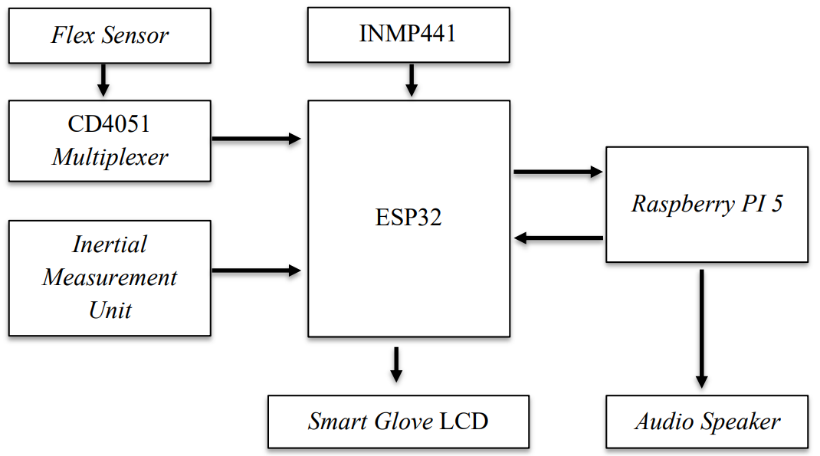 Flex Sensor
INMP441
CD4051
Multiplexer
ESP32
Raspberry PI 5
Inertial
Measurement
Unit
Smart Glove LCD
Audio Speaker